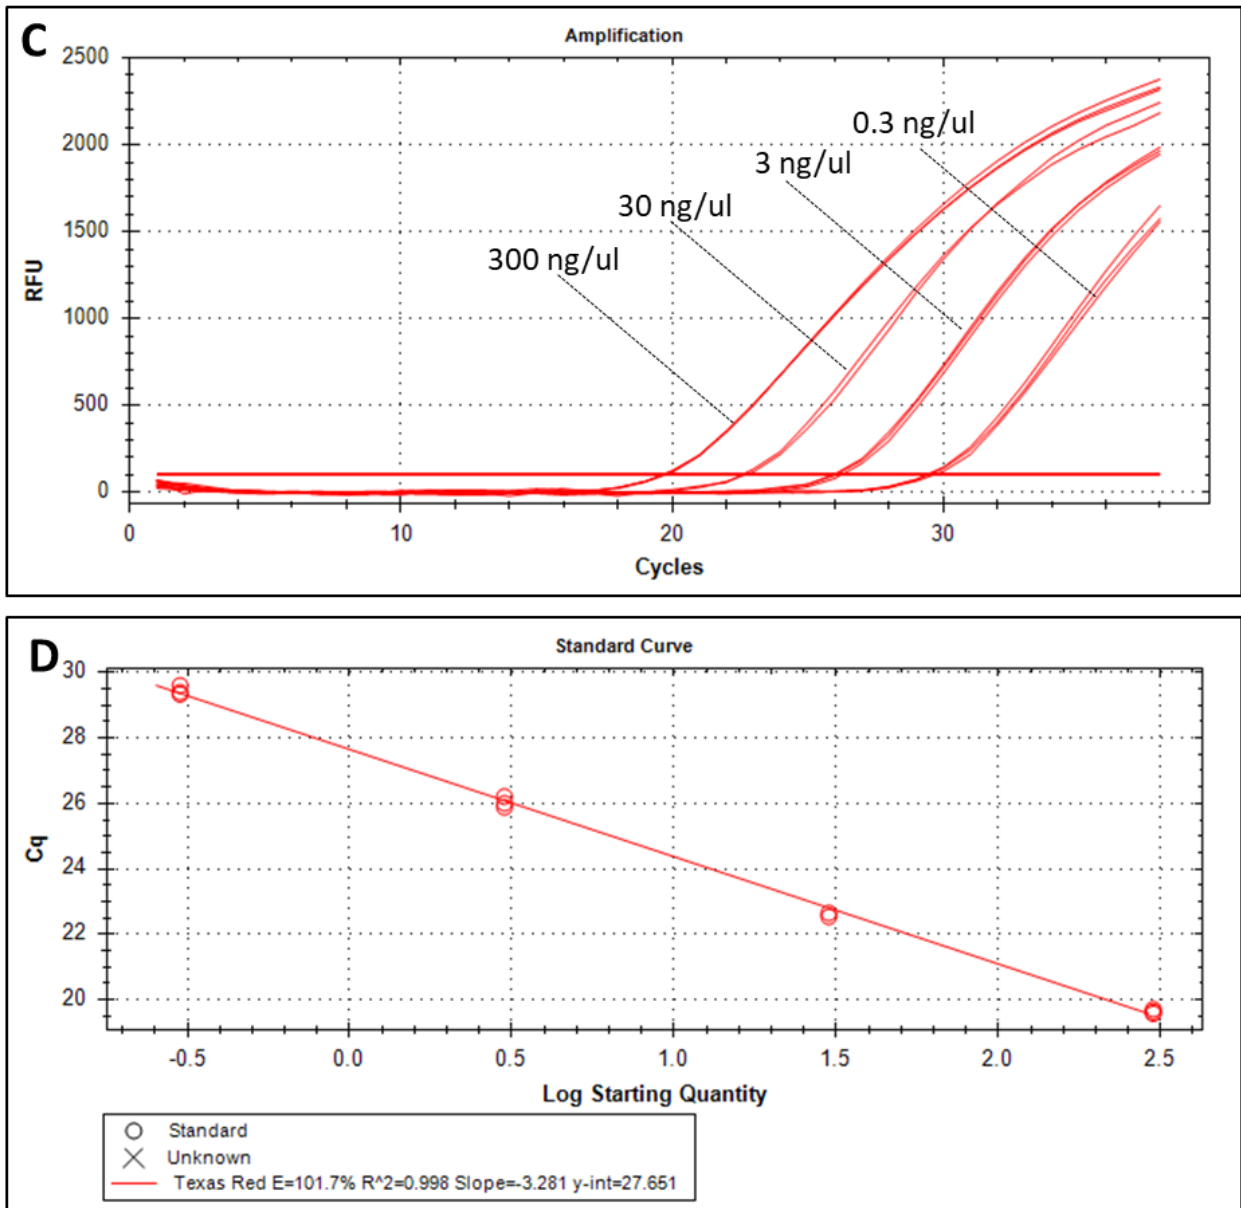 C
Amplification
2500
2000
1500
1000
500
0
RFU
300 ng/ul
30 ng/ul
3 ng/ul
0.3 ng/ul
0 10 20 30
Cycles
D
Standard Curve
30
28
26
24
22
20
Cq
-0.5 0.0 0.5 1.0 1.5 2.0 2.5
Log Starting Quantity
Standard
Unknown
Texas Red E=101.7% R^2=0.998 Slope=-3.281 y-int=27.651